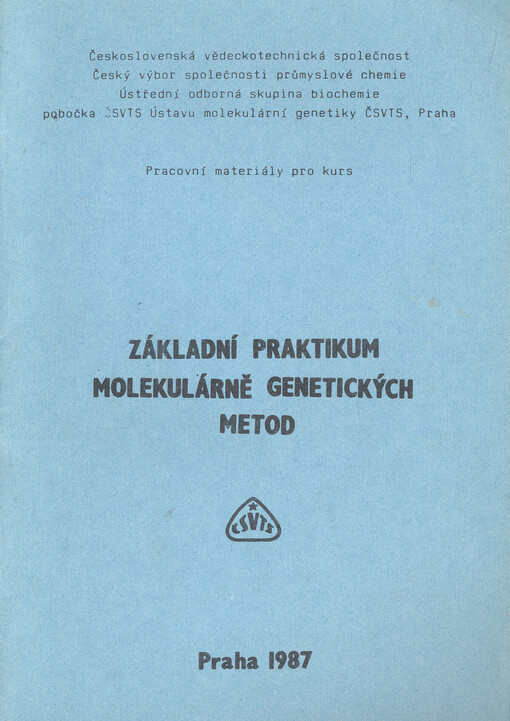 Československá vědeckotechnická společnost
Český výbor společnosti průmyslové chemie
Ústřední odborná skupina biochemie
pobočka ČSVTS Ústavu molekulární genetiky ČSVTS, Praha
Pracovní materiály pro kurs
ZÁKLADNÍ PRAKTIKUM
MOLEKULÁRNĚ GENETICKÝCH
METOD
ČSVTS
Praha 1987